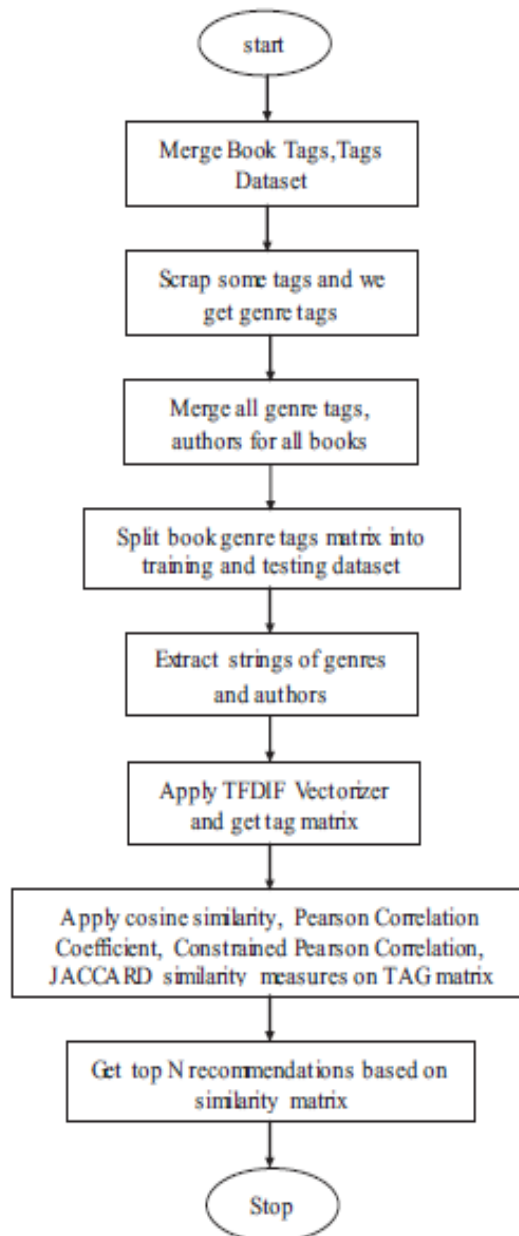 start
Merge Book Tags,Tags
Dataset
Scrap some tags and we
get genre tags
Merge all genre tags,
authors for all books
Split book genre tags matrix into
training and testing dataset
Extract strings of genres
and authors
Apply TFDIF Vectorizer
and get tag matrix
Apply cosine similarity, Pearson Correlation
Coefficient, Constrained Pearson Correlation,
JACCARD similarity measures on TAG matrix
Get top N recommendations based on
similarity matrix
Stop